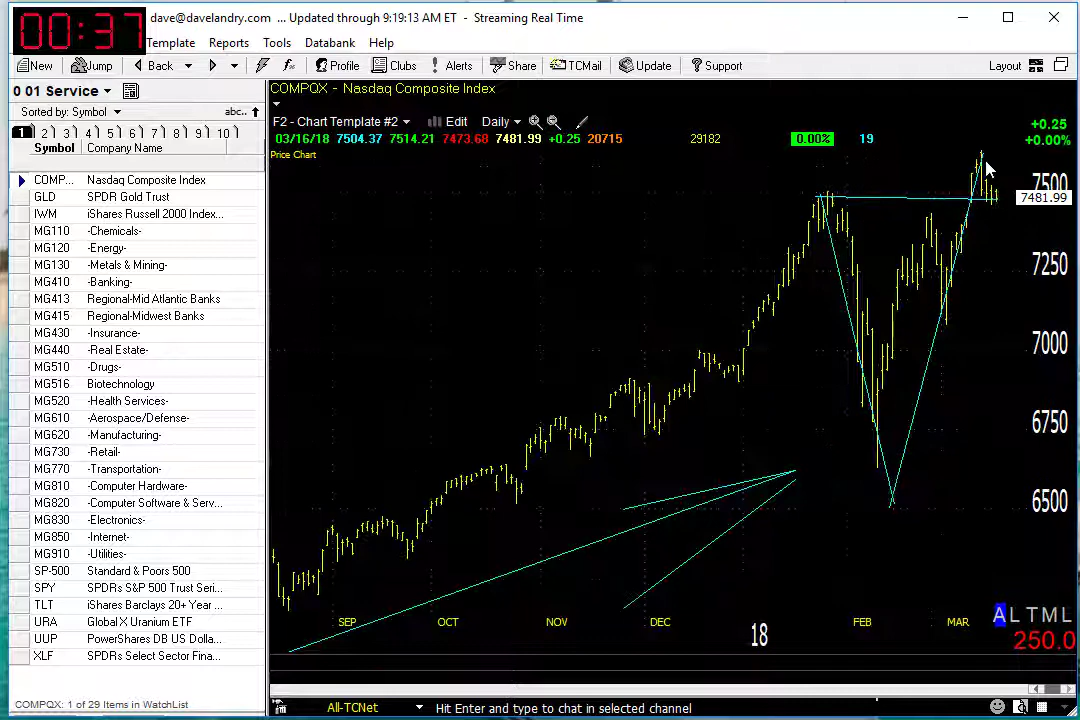 00:37
dave@davelandry.com ... Updated through 9:19:13 AM ET - Streaming Real Time
Template Reports Tools Databank Help
New Jump Back Profile Clubs Alerts Share TCMail Update Support Layout
0 01 Service
Sorted by: Symbol abc..
1 2 3 4 5 6 7 8 9 10
Symbol Company Name
COMP... Nasdaq Composite Index
GLD SPDR Gold Trust
IWM iShares Russell 2000 Index...
MG110 -Chemicals-
MG120 -Energy-
MG130 -Metals & Mining-
MG410 -Banking-
MG413 Regional-Mid Atlantic Banks
MG415 Regional-Midwest Banks
MG430 -Insurance-
MG440 -Real Estate-
MG510 -Drugs-
MG516 Biotechnology
MG520 -Health Services-
MG610 -Aerospace/Defense-
MG620 -Manufacturing-
MG730 -Retail-
MG770 -Transportation-
MG810 -Computer Hardware-
MG820 -Computer Software & Serv...
MG830 -Electronics-
MG850 -Internet-
MG910 -Utilities-
SP-500 Standard & Poors 500
SPY SPDRs S&P 500 Trust Seri...
TLT iShares Barclays 20+ Year ...
URA Global X Uranium ETF
UUP PowerShares DB US Dolla...
XLF SPDRs Select Sector Fina...
COMPQX: 1 of 29 Items in WatchList
COMPQX - Nasdaq Composite Index
F2 - Chart Template #2 Edit Daily
03/16/18 7504.37 7514.21 7473.68 7481.99 +0.25 20715 29182 0.00% 19
+0.25
+0.00%
Price Chart
7500
7481.99
7250
7000
6750
6500
SEP OCT NOV DEC 18 FEB MAR
A L T M L
250.0
All-TCNet Hit Enter and type to chat in selected channel